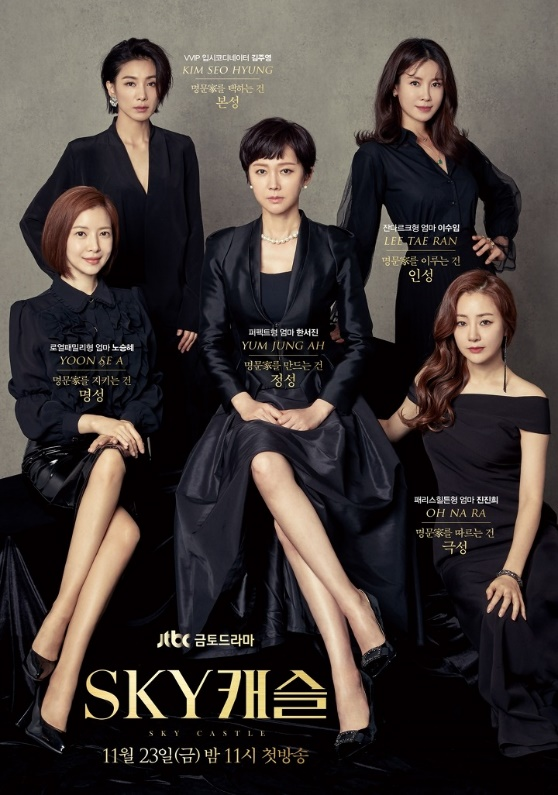 VVIP 입시코디네이터 김주영
KIM SEO HYUNG
명문家를 택하는 건
본성
잔다르크형 엄마 이수임
LEE TAE RAN
명문家를 이루는 건
인성
로열패밀리형 엄마 노승혜
YOON SE A
명문家를 지키는 건
명성
퍼펙트형 엄마 한서진
YUM JUNG AH
명문家를 만드는 건
정성
패리스힐튼형 엄마 진진희
OH NA RA
명문家를 따르는 건
극성
jtbc 금토드라마
SKY 캐슬
SKY CASTLE
11월 23일(금) 밤 11시 첫방송